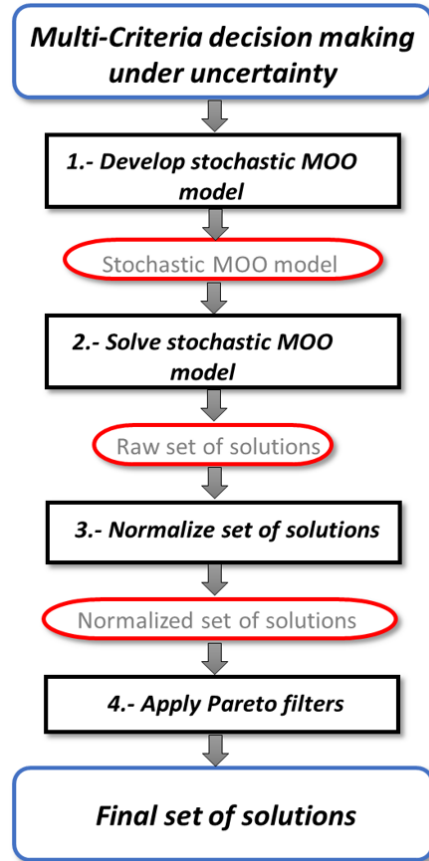 Multi-Criteria decision making
under uncertainty
1.- Develop stochastic MOO
model
Stochastic MOO model
2.- Solve stochastic MOO
model
Raw set of solutions
3.- Normalize set of solutions
Normalized set of solutions
4.- Apply Pareto filters
Final set of solutions